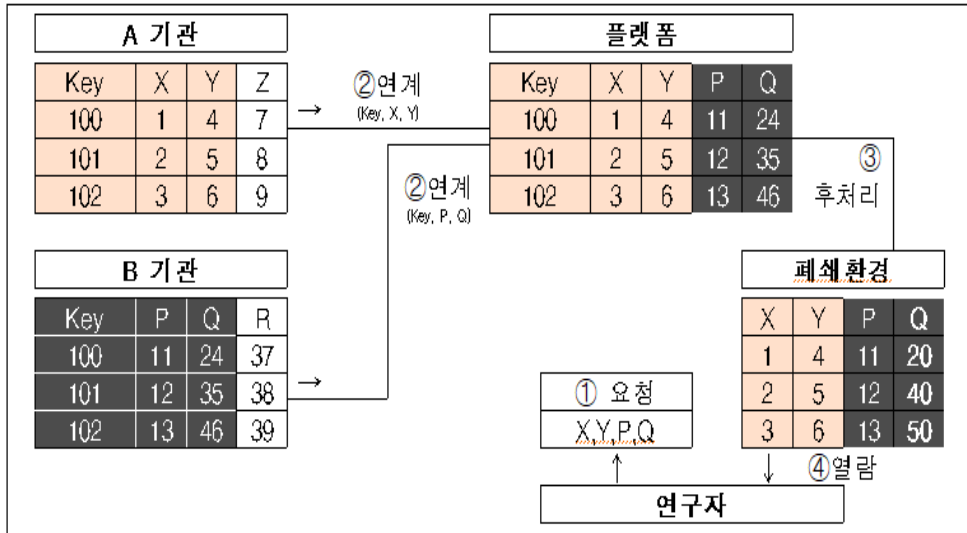 A 기관
Key X Y Z
100 1 4 7
101 2 5 8
102 3 6 9
→
②연계
(Key, X, Y)
플랫폼
Key X Y P Q
100 1 4 11 24
101 2 5 12 35
102 3 6 13 46
②연계
(Key, P, Q)
③
후처리
B 기관
Key P Q R
100 11 24 37
101 12 35 38
102 13 46 39
→
폐쇄환경
X Y P Q
1 4 11 20
2 5 12 40
3 6 13 50
① 요청
X,Y,P,Q
↑
↓
④열람
연구자